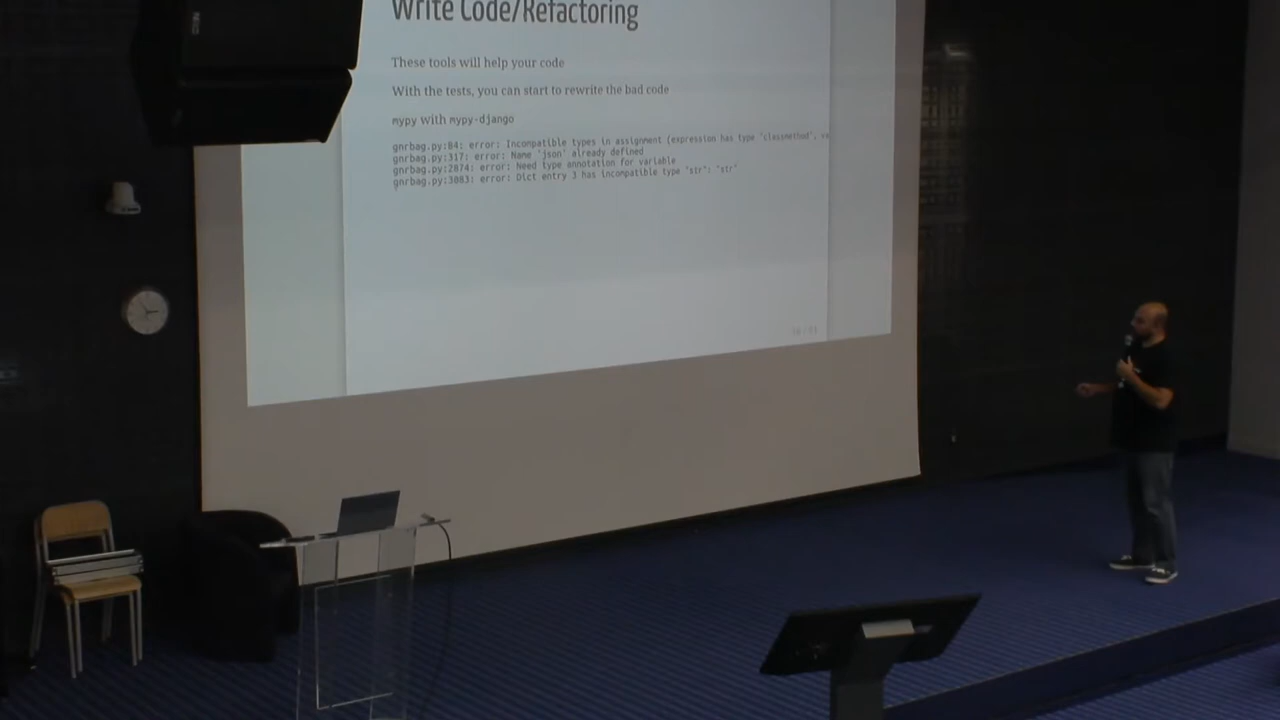 Write Code/Refactoring
These tools will help your code
With the tests, you can start to rewrite the bad code
mypy with mypy-django
gnrbag.py:84: error: Incompatible types in assignment (expression has type "classmethod", va
gnrbag.py:317: error: Name 'json' already defined
gnrbag.py:2874: error: Need type annotation for variable
gnrbag.py:3083: error: Dict entry 3 has incompatible type "str": "str"